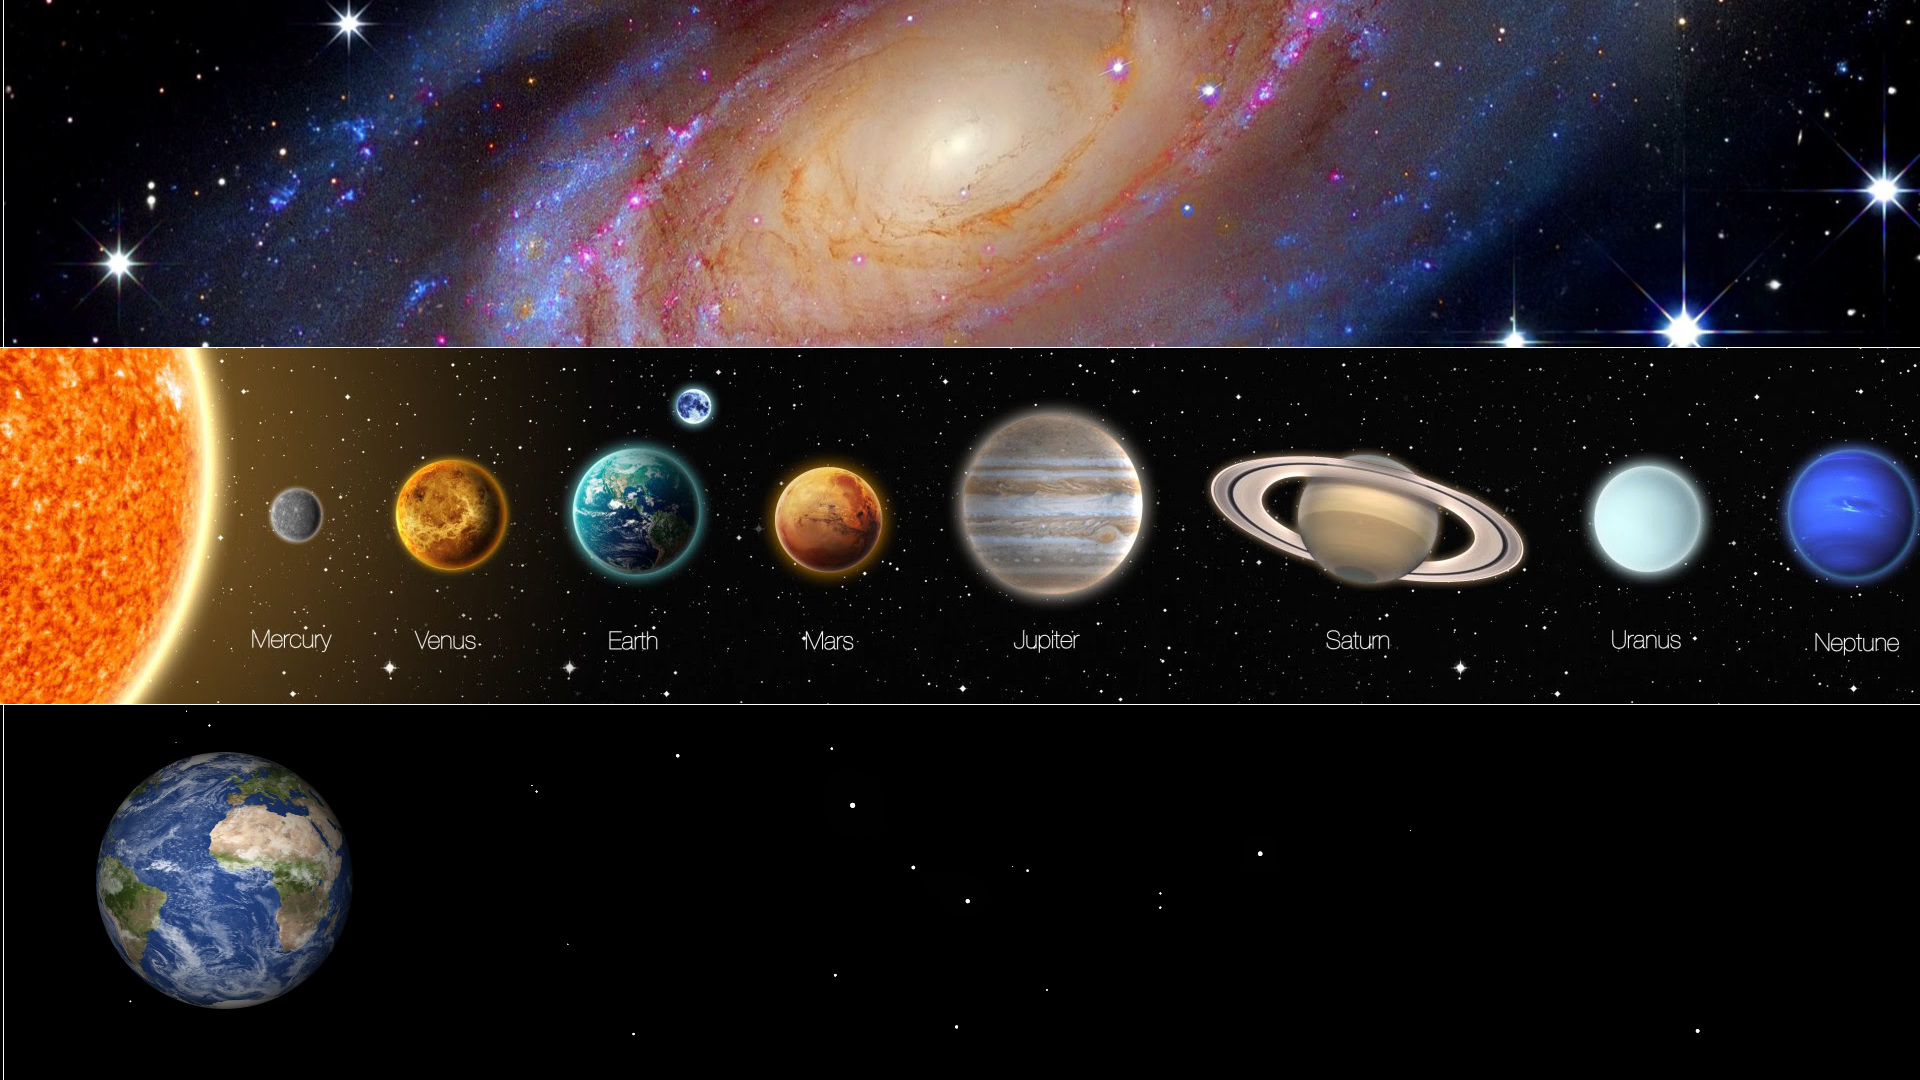 Mercury
Venus
Earth
Mars
Jupiter
Saturn
Uranus
Neptune